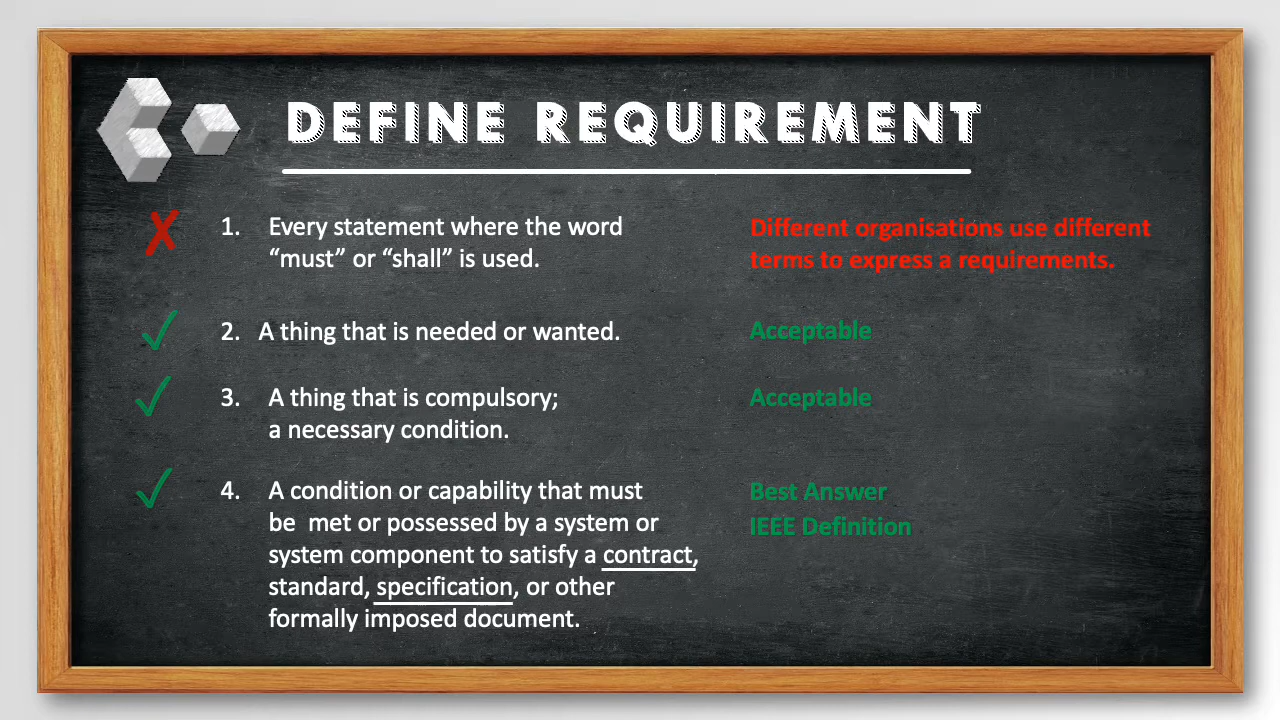 DEFINE REQUIREMENT
✗ 1. Every statement where the word
“must” or “shall” is used.
Different organisations use different
terms to express a requirements.
✓ 2. A thing that is needed or wanted.
Acceptable
✓ 3. A thing that is compulsory;
a necessary condition.
Acceptable
✓ 4. A condition or capability that must
be met or possessed by a system or
system component to satisfy a contract,
standard, specification, or other
formally imposed document.
Best Answer
IEEE Definition